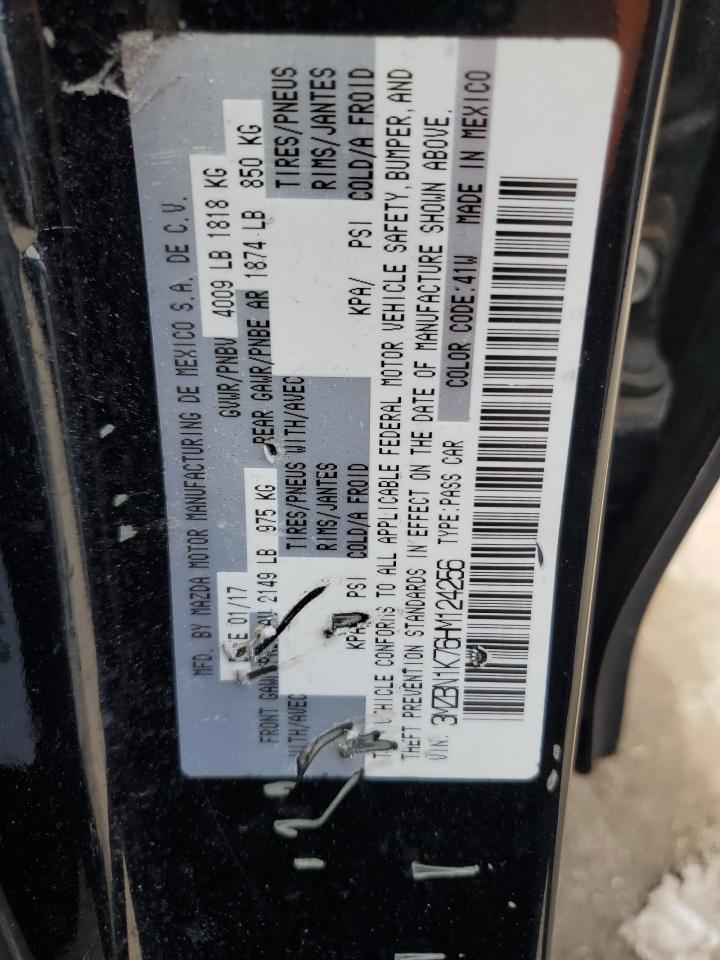 MFD. BY MAZDA MOTOR MANUFACTURING DE MEXICO S.A. DE C.V.
E 01/17 GVWR/PNBV 4009 LB 1818 KG
FRONT 2149 LB 975 KG REAR GAWR/PNBE AR 1874 LB 850 KG
WITH/AVEC TIRES/PNEUS WITH/AVEC TIRES/PNEUS
RIMS/JANTES RIMS/JANTES
KPA/ PSI COLD/A FROID KPA/ PSI COLD/A FROID
VEHICLE CONFORMS TO ALL APPLICABLE FEDERAL MOTOR VEHICLE SAFETY, BUMPER, AND
THEFT PREVENTION STANDARDS IN EFFECT ON THE DATE OF MANUFACTURE SHOWN ABOVE.
VIN: 3MZBN1K76HM124256 TYPE:PASS CAR COLOR CODE:41W MADE IN MEXICO